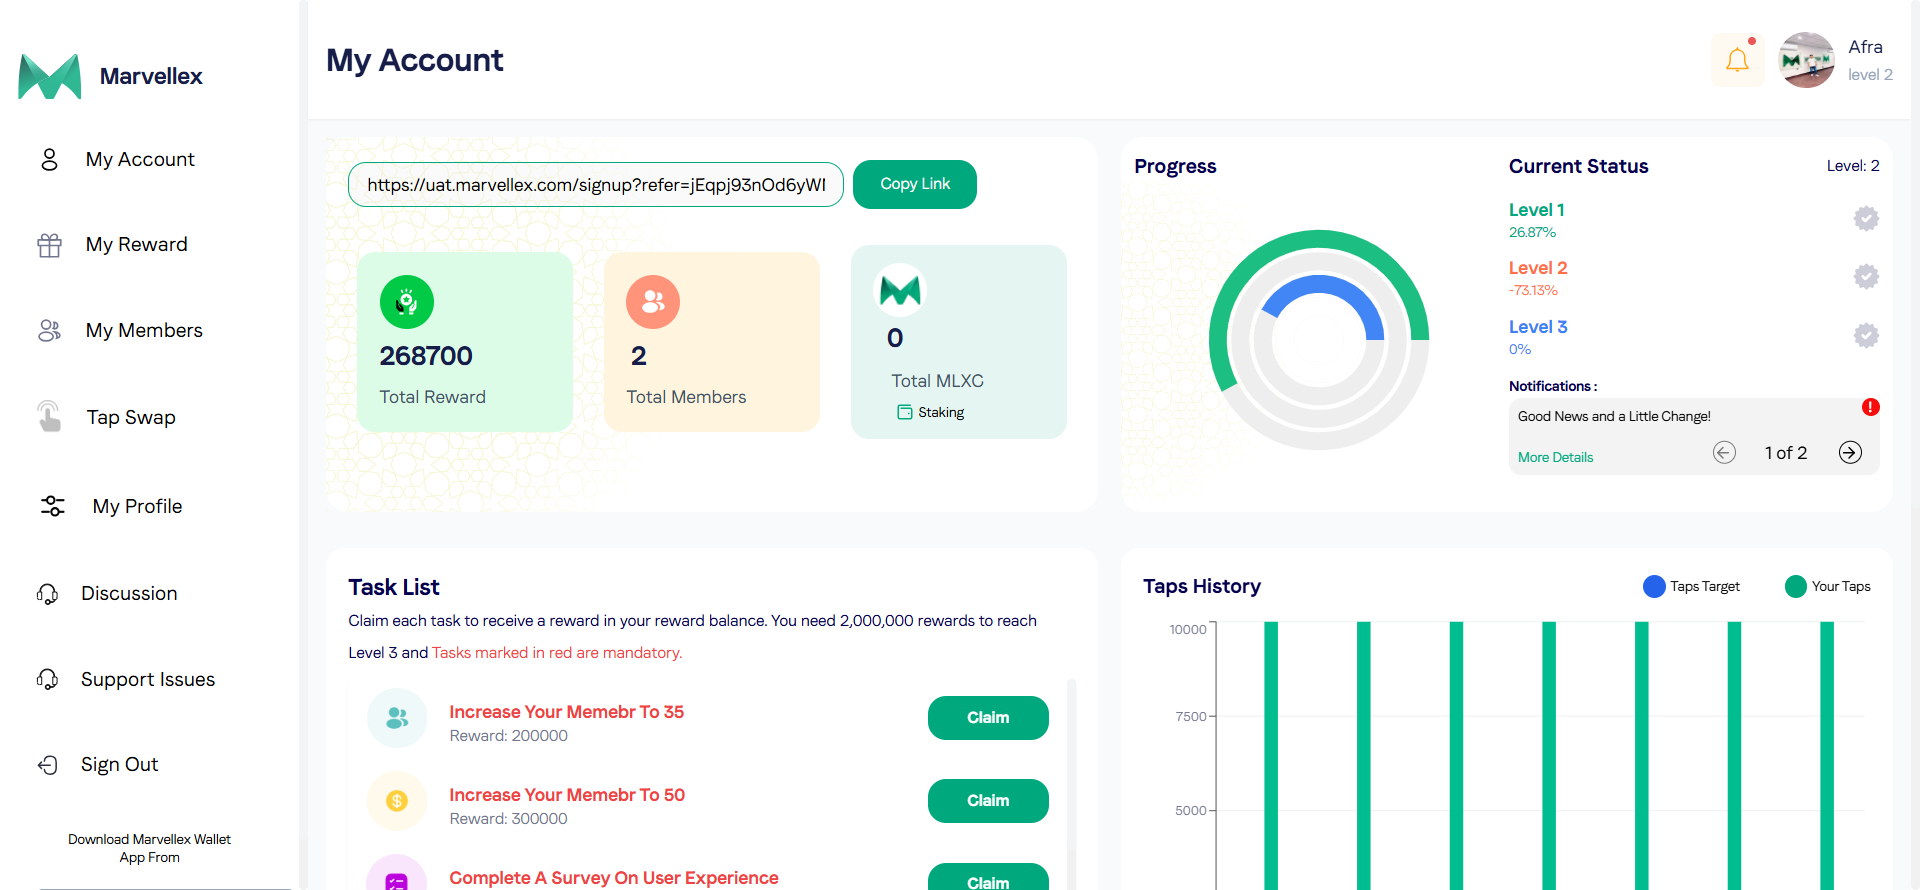 Marvellex
My Account
My Reward
My Members
Tap Swap
My Profile
Discussion
Support Issues
Sign Out
Download Marvellex Wallet
App From
My Account
Afra
level 2
https://uat.marvellex.com/signup?refer=jEqpj93nOd6yWI
Copy Link
268700
Total Reward
2
Total Members
0
Total MLXC
Staking
Progress
Current Status
Level: 2
Level 1
26.87%
Level 2
-73.13%
Level 3
0%
Notifications :
Good News and a Little Change!
More Details
1 of 2
Task List
Claim each task to receive a reward in your reward balance. You need 2,000,000 rewards to reach
Level 3 and Tasks marked in red are mandatory.
Increase Your Memebr To 35
Reward: 200000
Claim
Increase Your Memebr To 50
Reward: 300000
Claim
Complete A Survey On User Experience
Claim
Taps History
Taps Target
Your Taps
10000
7500
5000